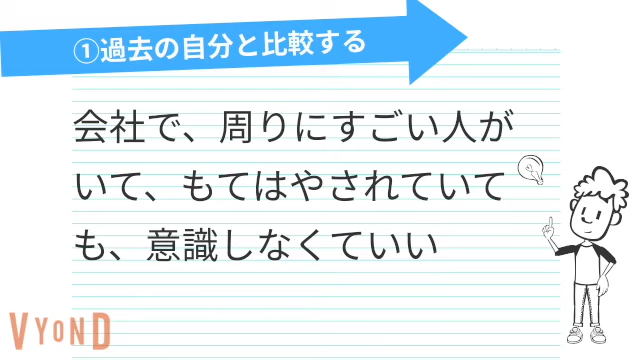 ①過去の自分と比較する
会社で、周りにすごい人が
いて、もてはやされていて
も、意識しなくていい
VYOND